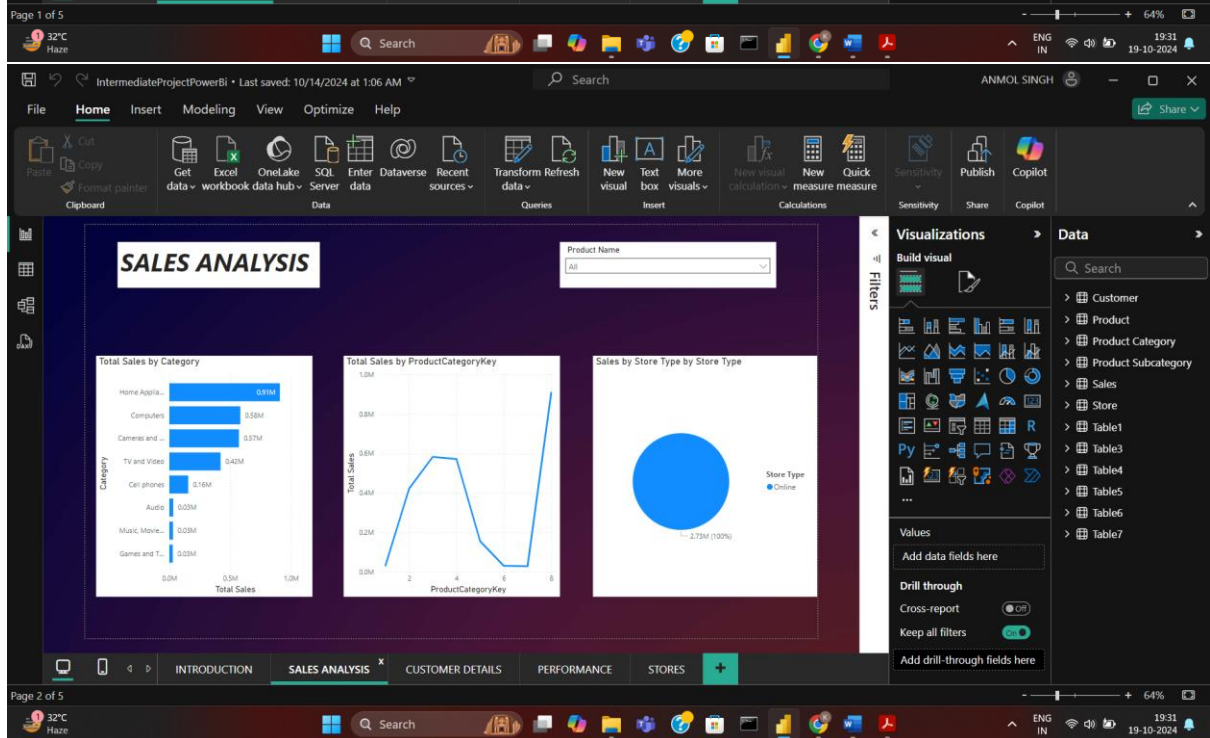 Page 1 of 5
- + 64%
1
32°C
Haze
Search
ENG
IN
19:31
19-10-2024
IntermediateProjectPowerBi • Last saved: 10/14/2024 at 1:06 AM
Search
ANMOL SINGH
File Home Insert Modeling View Optimize Help
Share
Paste
Cut
Copy
Format painter
Clipboard
Get data
Excel workbook
OneLake data hub
SQL Server
Enter data
Dataverse
Recent sources
Data
Transform data
Refresh
Queries
New visual
Text box
More visuals
Insert
New visual calculation
New measure
Quick measure
Calculations
Sensitivity
Sensitivity
Publish
Share
Copilot
Copilot
SALES ANALYSIS
Product Name
All
Total Sales by Category
Category
Home Applia... 0.91M
Computers 0.58M
Cameras and ... 0.57M
TV and Video 0.42M
Cell phones 0.16M
Audio 0.03M
Music, Movie... 0.03M
Games and T... 0.03M
0.0M 0.5M 1.0M
Total Sales
Total Sales by ProductCategoryKey
Total Sales
1.0M
0.8M
0.6M
0.4M
0.2M
0.0M
2 4 6 8
ProductCategoryKey
Sales by Store Type by Store Type
2.73M (100%)
Store Type
Online
Filters
Visualizations
Build visual
123
R
Py
...
Values
Add data fields here
Drill through
Cross-report
Off
Keep all filters
On
Add drill-through fields here
Data
Search
Customer
Product
Product Category
Product Subcategory
Sales
Store
Table1
Table3
Table4
Table5
Table6
Table7
INTRODUCTION SALES ANALYSIS x CUSTOMER DETAILS PERFORMANCE STORES +
Page 2 of 5
- + 64%
1
32°C
Haze
Search
ENG
IN
19:31
19-10-2024